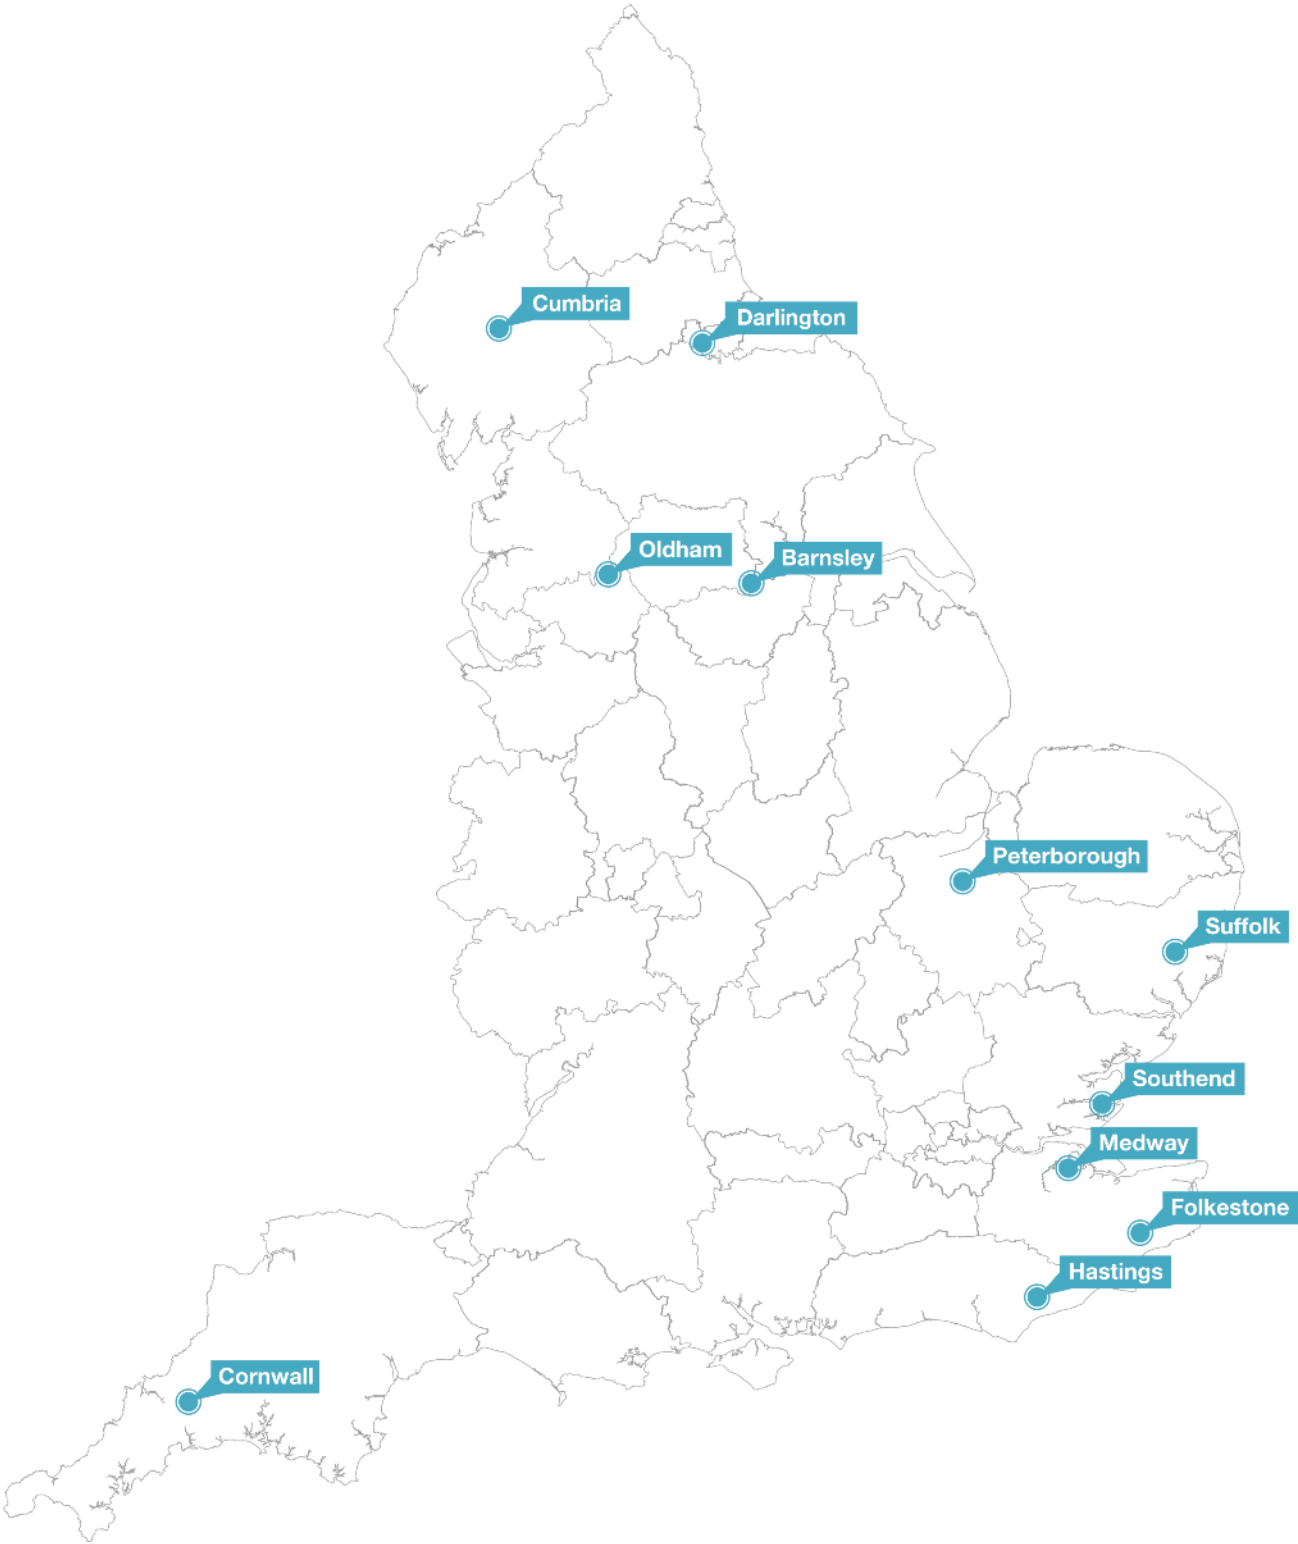 Cumbria
Darlington
Oldham
Barnsley
Peterborough
Suffolk
Southend
Medway
Folkestone
Hastings
Cornwall